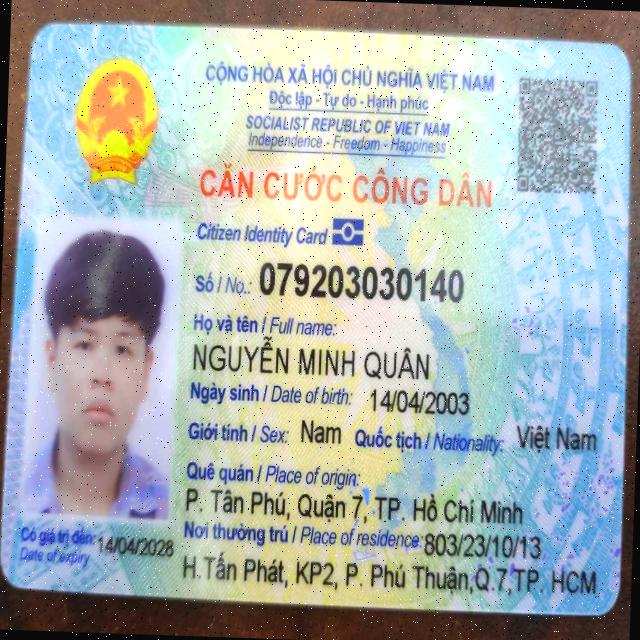 CỘNG HÒA XÃ HỘI CHỦ NGHĨA VIỆT NAM
Độc lập - Tự do - Hạnh phúc
SOCIALIST REPUBLIC OF VIET NAM
Independence - Freedom - Happiness
CĂN CƯỚC CÔNG DÂN
Citizen Identity Card
Số / No.: 079203030140
Họ và tên / Full name:
NGUYỄN MINH QUÂN
Ngày sinh / Date of birth: 14/04/2003
Giới tính / Sex: Nam Quốc tịch / Nationality: Việt Nam
Quê quán / Place of origin:
P. Tân Phú, Quận 7, TP. Hồ Chí Minh
Nơi thường trú / Place of residence: 803/23/10/13
H.Tấn Phát, KP2, P. Phú Thuận,Q.7,TP. HCM
Có giá trị đến: 14/04/2028
Date of expiry